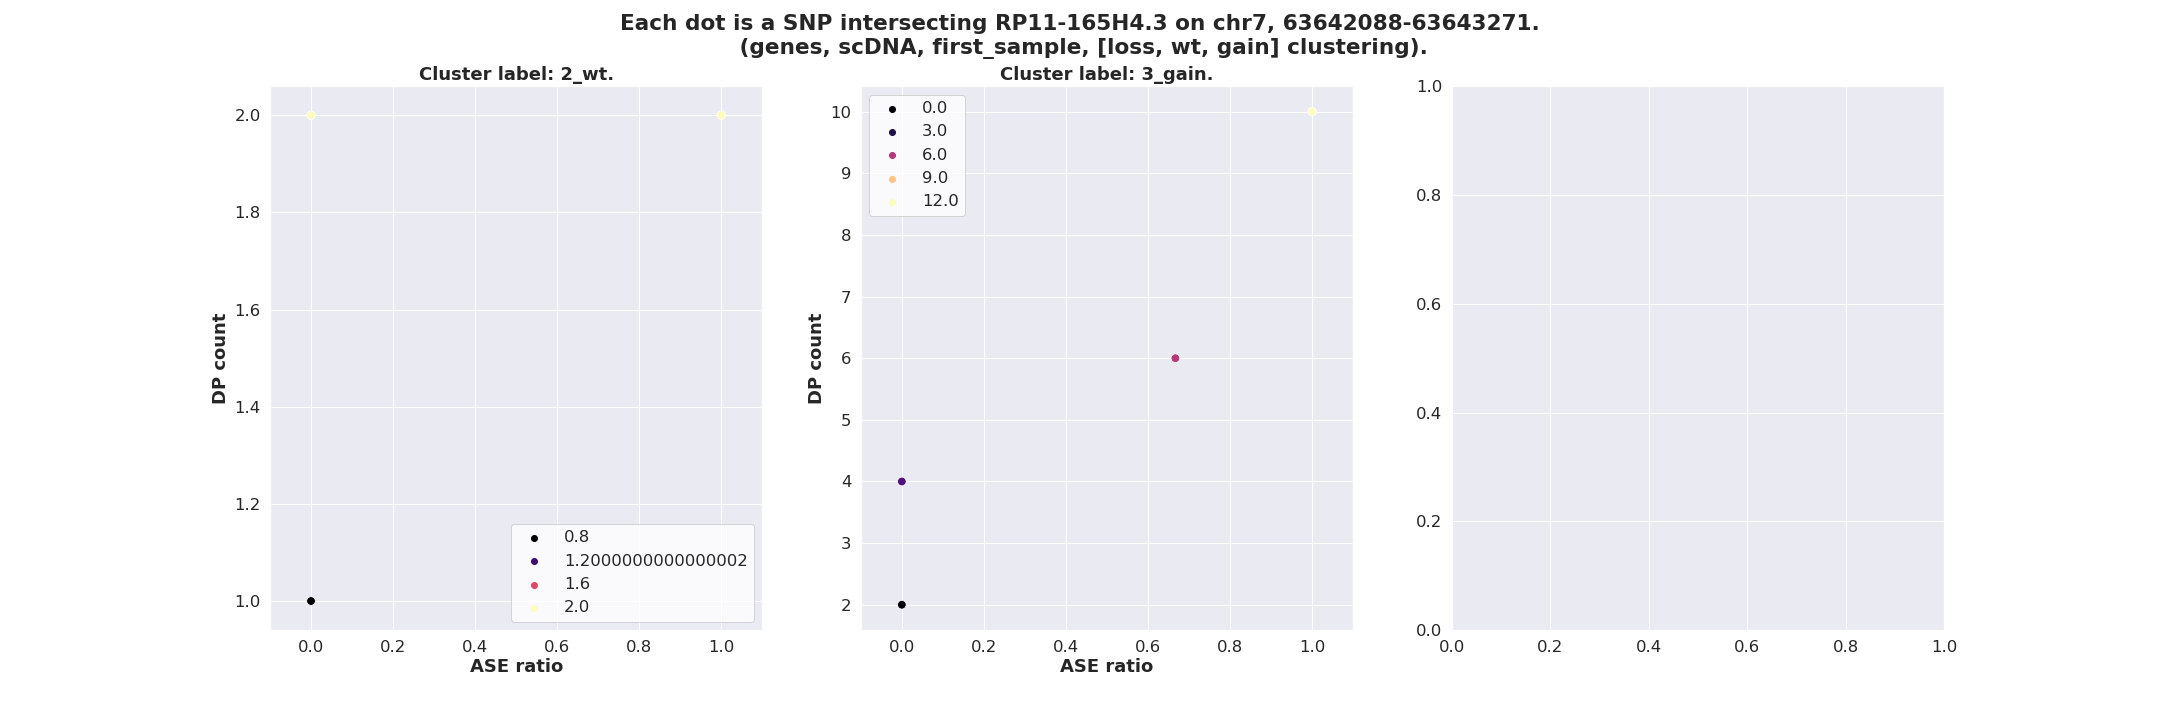 Each dot is a SNP intersecting RP11-165H4.3 on chr7, 63642088-63643271.
(genes, scDNA, first_sample, [loss, wt, gain] clustering).
Cluster label: 2_wt.
2.0
1.8
1.6
1.4
1.2
1.0
DP count
0.8
1.2000000000000002
1.6
2.0
0.0 0.2 0.4 0.6 0.8 1.0
ASE ratio
Cluster label: 3_gain.
10
9
8
7
6
5
4
3
2
DP count
0.0
3.0
6.0
9.0
12.0
0.0 0.2 0.4 0.6 0.8 1.0
ASE ratio
1.0
0.8
0.6
0.4
0.2
0.0
0.0 0.2 0.4 0.6 0.8 1.0